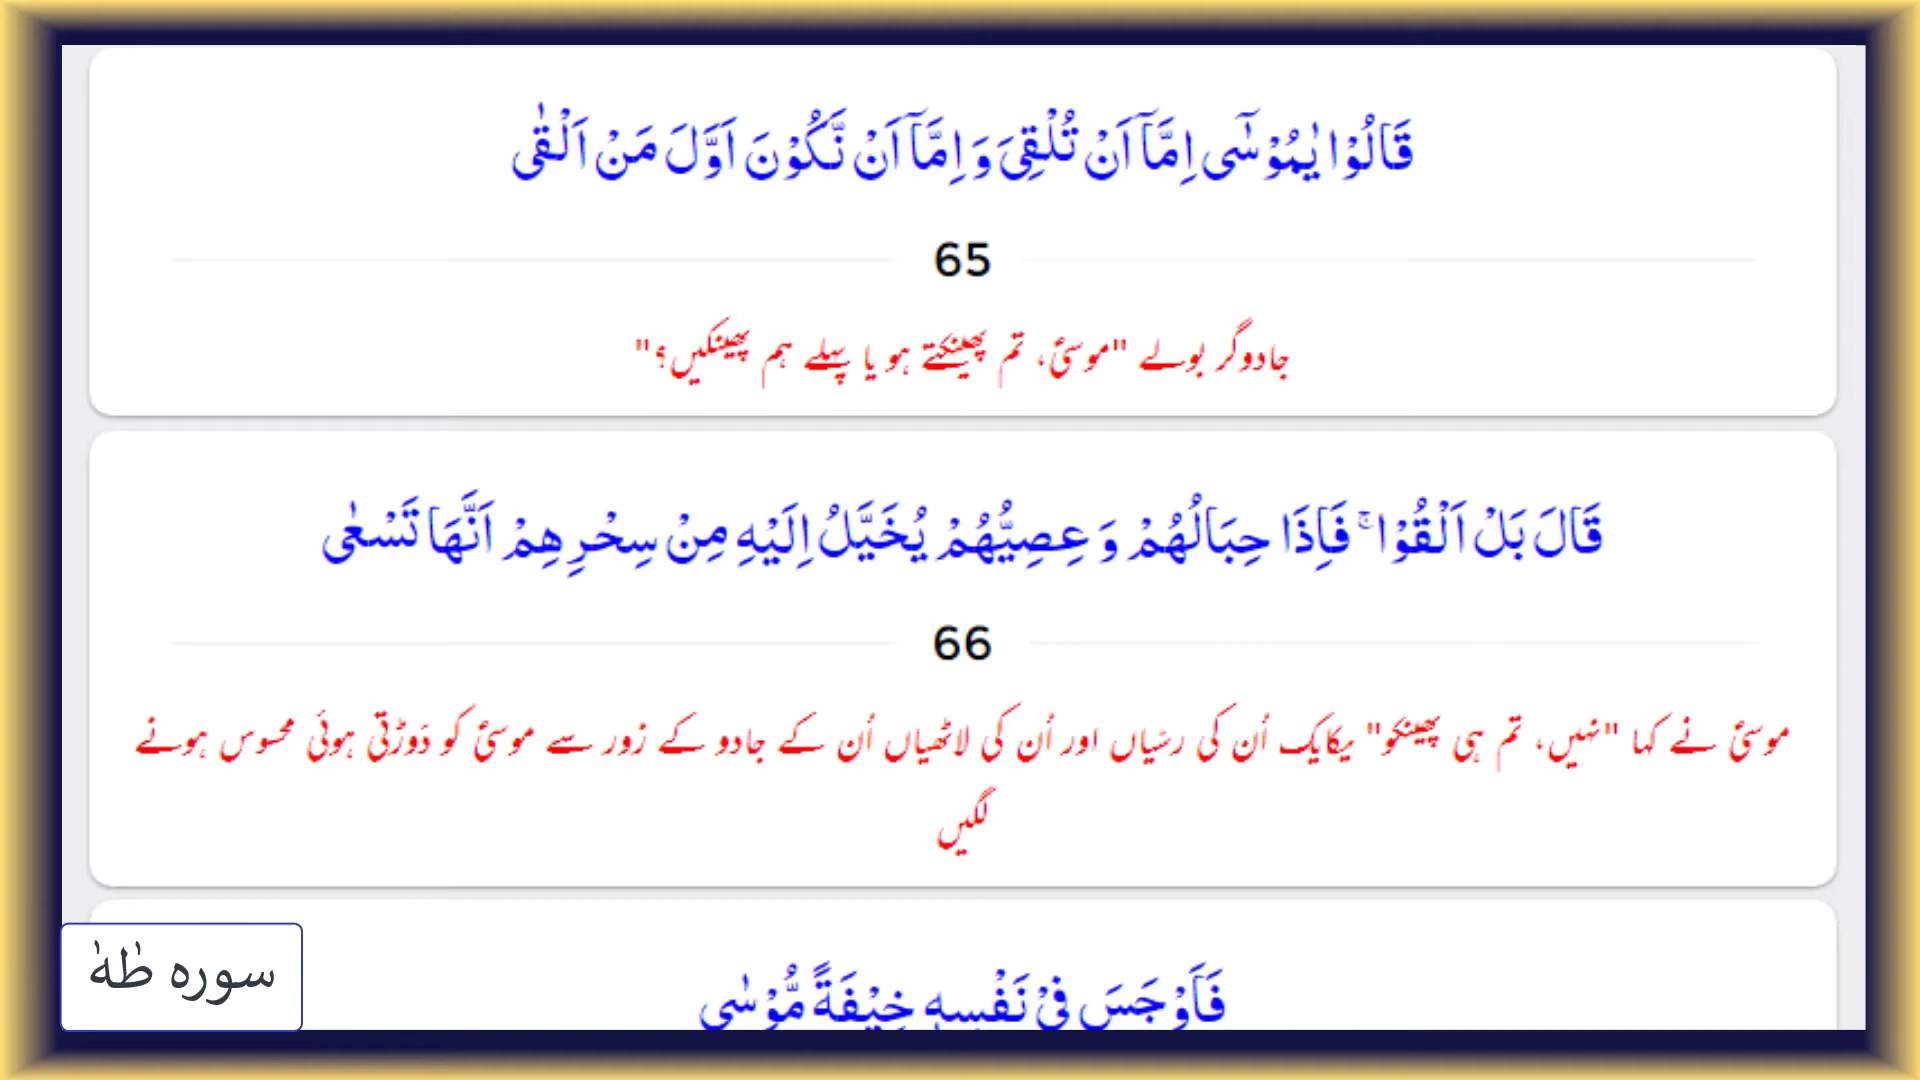 قَالُوْا يٰمُوْسٰٓى اِمَّاۤ اَنْ تُلْقِىَ وَ اِمَّاۤ اَنْ نَّكُوْنَ اَوَّلَ مَنْ اَلْقٰى
65
جادوگر بولے "موسیٰؑ، تم پھینکتے ہو یا پہلے ہم پھینکیں؟"
قَالَ بَلْ اَلْقُوْا ۚ فَاِذَا حِبَالُهُمْ وَ عِصِيُّهُمْ يُخَيَّلُ اِلَيْهِ مِنْ سِحْرِهِمْ اَنَّهَا تَسْعٰى
66
موسیٰؑ نے کہا "نہیں، تم ہی پھینکو" یکایک اُن کی رسّیاں اور اُن کی لاٹھیاں اُن کے جادو کے زور سے موسیٰؑ کو دَوڑتی ہوئی محسوس ہونے
لگیں
فَاَوْجَسَ فِىْ نَفْسِهٖ خِيْفَةً مُّوْسٰى
سورہ طٰهٰ